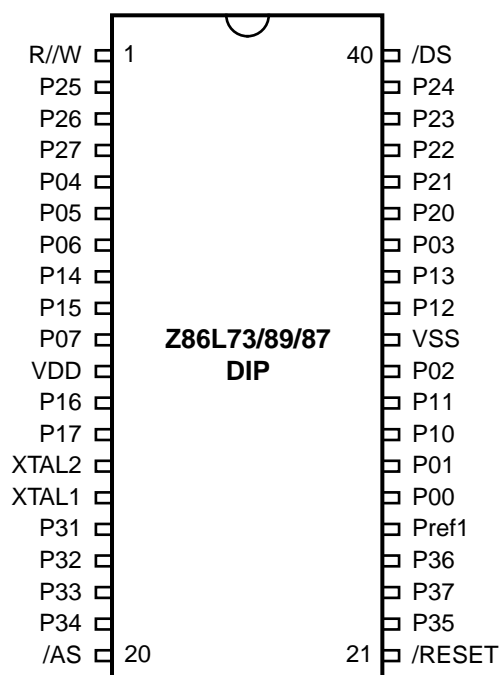 R//W 1 40 /DS
P25 P24
P26 P23
P27 P22
P04 P21
P05 P20
P06 P03
P14 P13
P15 P12
P07 Z86L73/89/87 VSS
VDD DIP P02
P16 P11
P17 P10
XTAL2 P01
XTAL1 P00
P31 Pref1
P32 P36
P33 P37
P34 P35
/AS 20 21 /RESET